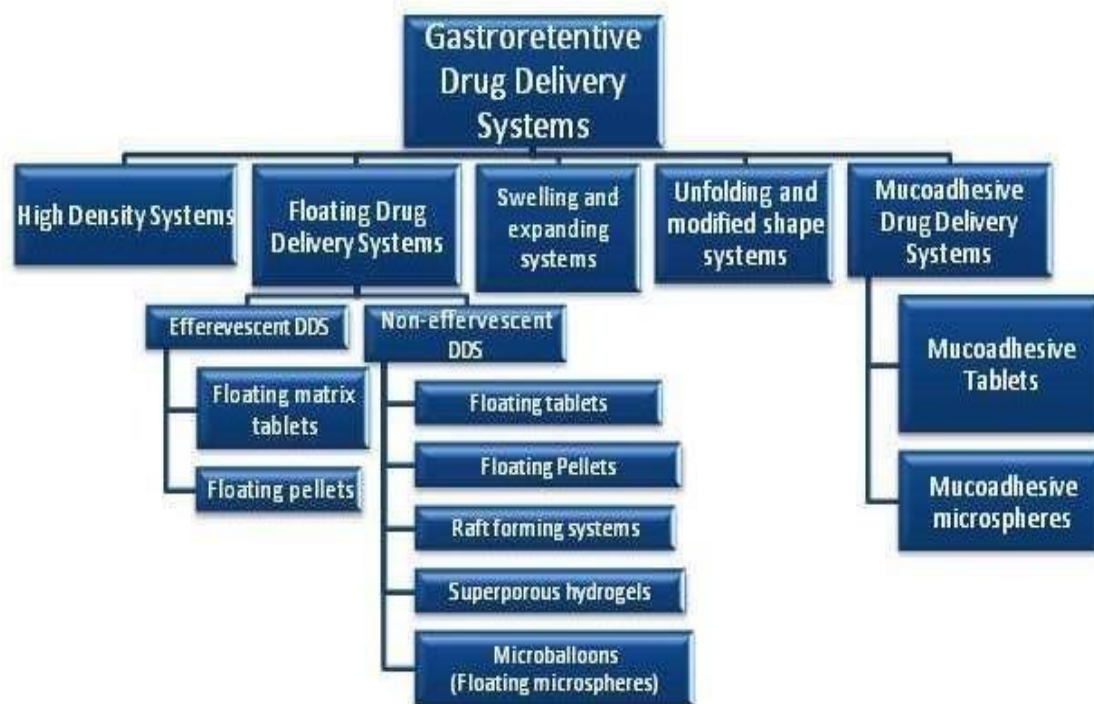 Gastroretentive
Drug Delivery
Systems
High Density Systems
Floating Drug
Delivery Systems
Swelling and
expanding
systems
Unfolding and
modified shape
systems
Mucoadhesive
Drug Delivery
Systems
Efferevescent DDS
Floating matrix
tablets
Floating pellets
Non-effervescent
DDS
Floating tablets
Floating Pellets
Raft forming systems
Superporous hydrogels
Microballoons
(Floating microspheres)
Mucoadhesive
Tablets
Mucoadhesive
microspheres